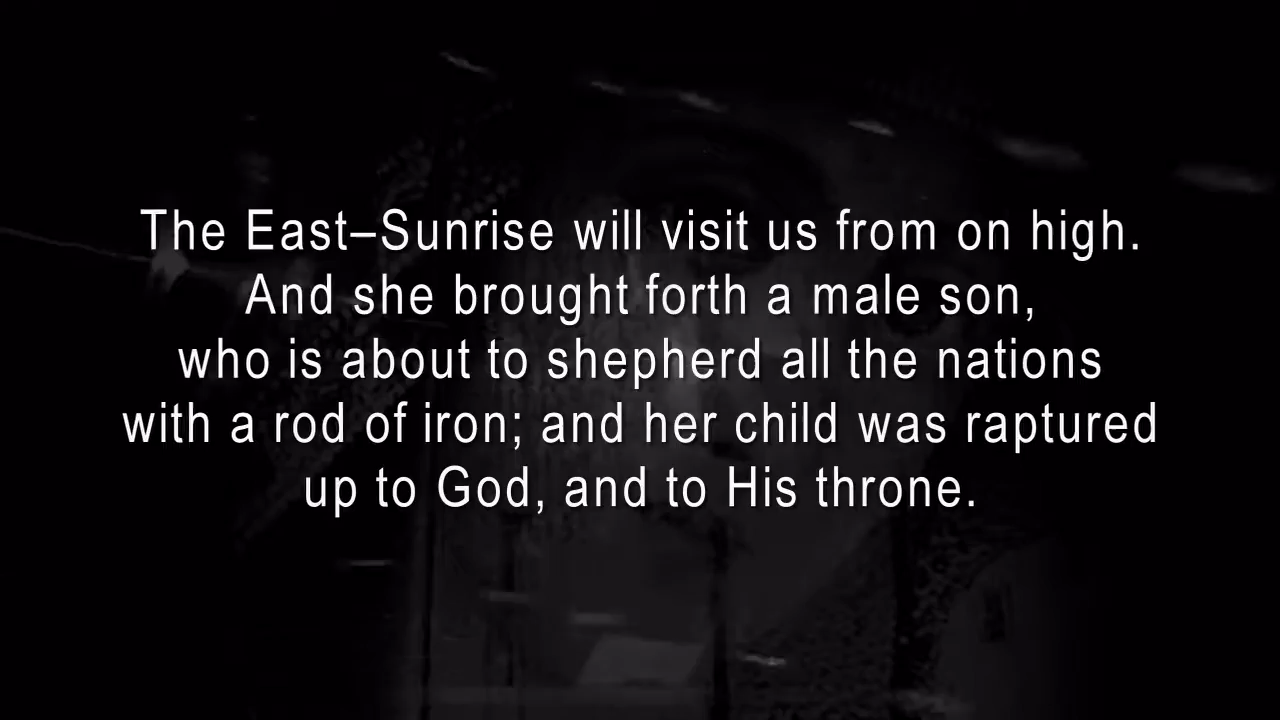 The East–Sunrise will visit us from on high.
And she brought forth a male son,
who is about to shepherd all the nations
with a rod of iron; and her child was raptured
up to God, and to His throne.